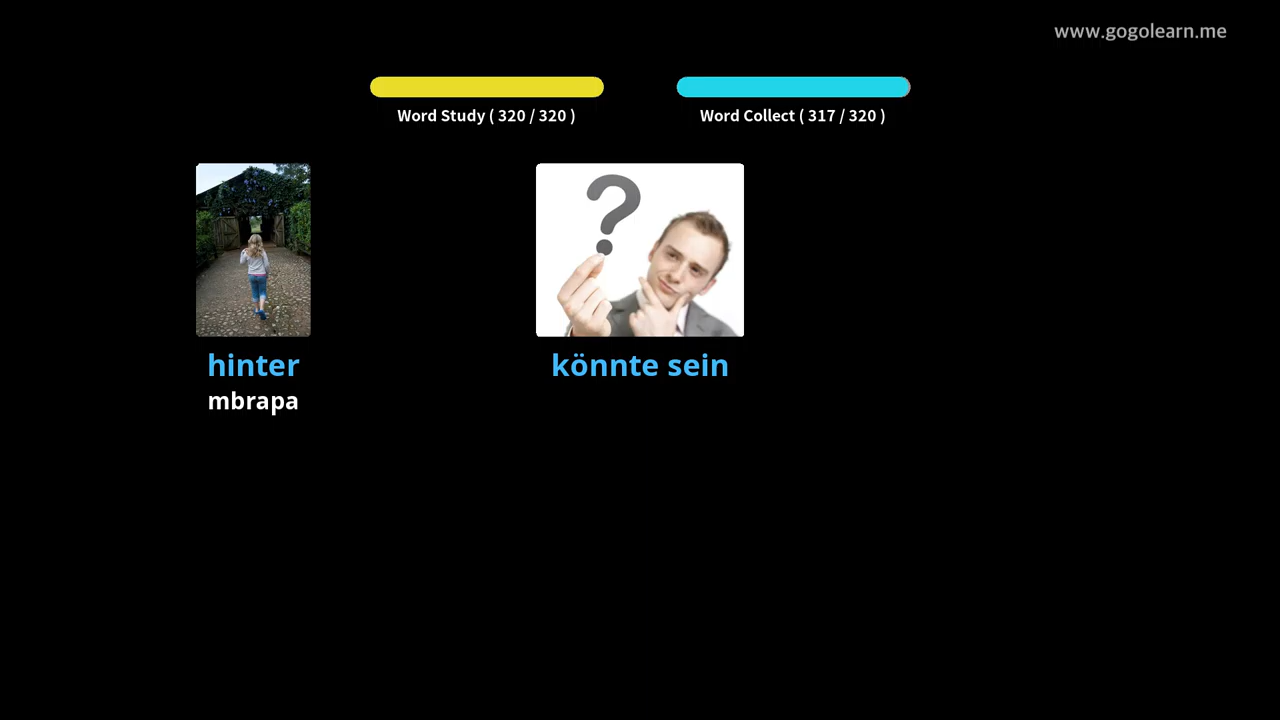 www.gogolearn.me
Word Study ( 320 / 320 )
Word Collect ( 317 / 320 )
hinter
mbrapa
könnte sein